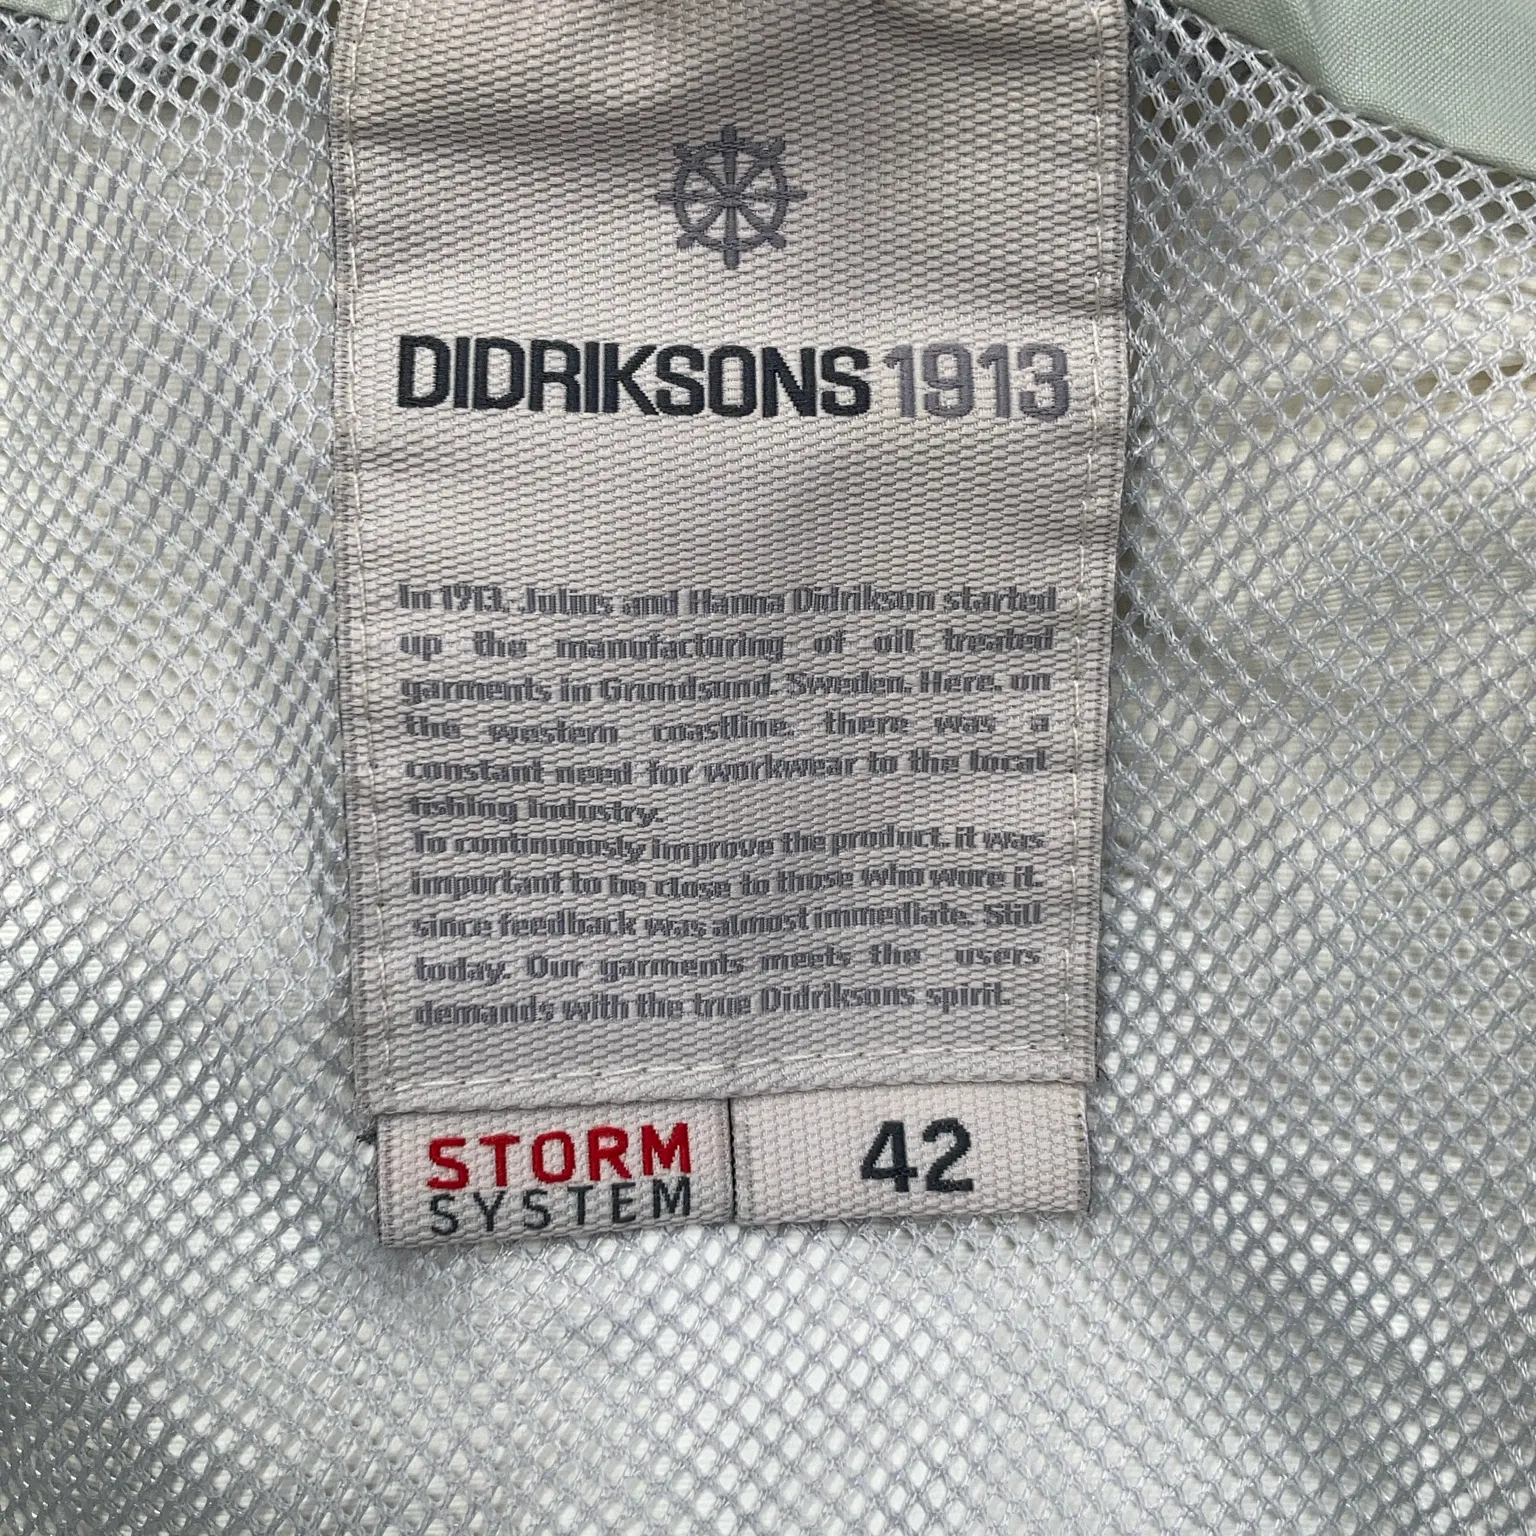 DIDRIKSONS 1913
In 1913, Julius and Hanna Didrikson started
up the manufacturing of oil treated
garments in Grundsund, Sweden. Here, on
the western coastline, there was a
constant need for workwear to the local
fishing industry.
To continuously improve the product, it was
important to be close to those who wore it,
since feedback was almost immediate. Still
today. Our garments meets the users
demands with the true Didriksons spirit.
STORM
SYSTEM
42